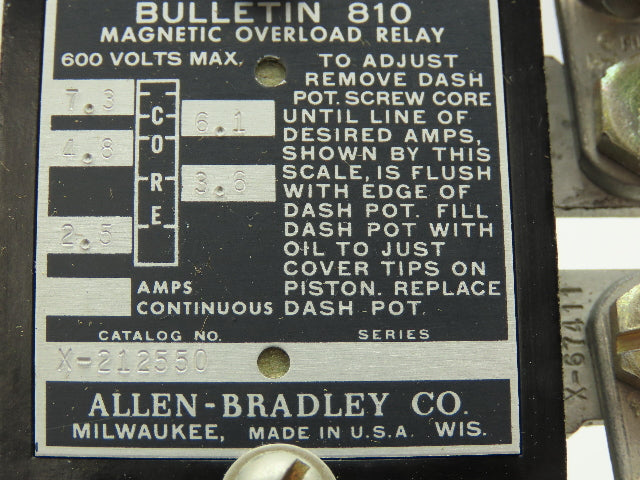 BULLETIN 810
MAGNETIC OVERLOAD RELAY
600 VOLTS MAX.
7.3
6.1
4.8
3.6
2.5
CORE
AMPS
CONTINUOUS
TO ADJUST
REMOVE DASH
POT. SCREW CORE
UNTIL LINE OF
DESIRED AMPS,
SHOWN BY THIS
SCALE, IS FLUSH
WITH EDGE OF
DASH POT. FILL
DASH POT WITH
OIL TO JUST
COVER TIPS ON
PISTON. REPLACE
DASH POT.
CATALOG NO. SERIES
X-212550
ALLEN-BRADLEY CO.
MILWAUKEE, MADE IN U.S.A. WIS.
X-67411